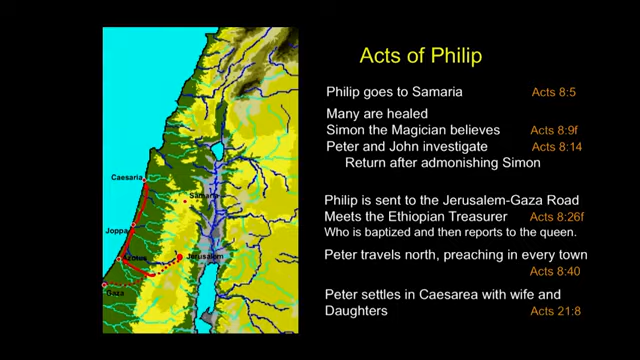 Acts of Philip
Philip goes to Samaria Acts 8:5
Many are healed
Simon the Magician believes Acts 8:9f
Peter and John investigate Acts 8:14
Return after admonishing Simon
Philip is sent to the Jerusalem-Gaza Road
Meets the Ethiopian Treasurer Acts 8:26f
Who is baptized and then reports to the queen.
Peter travels north, preaching in every town
Acts 8:40
Peter settles in Caesarea with wife and
Daughters Acts 21:8
Caesaria
Samaria
Joppa
Azotus
Jerusalem
Gaza